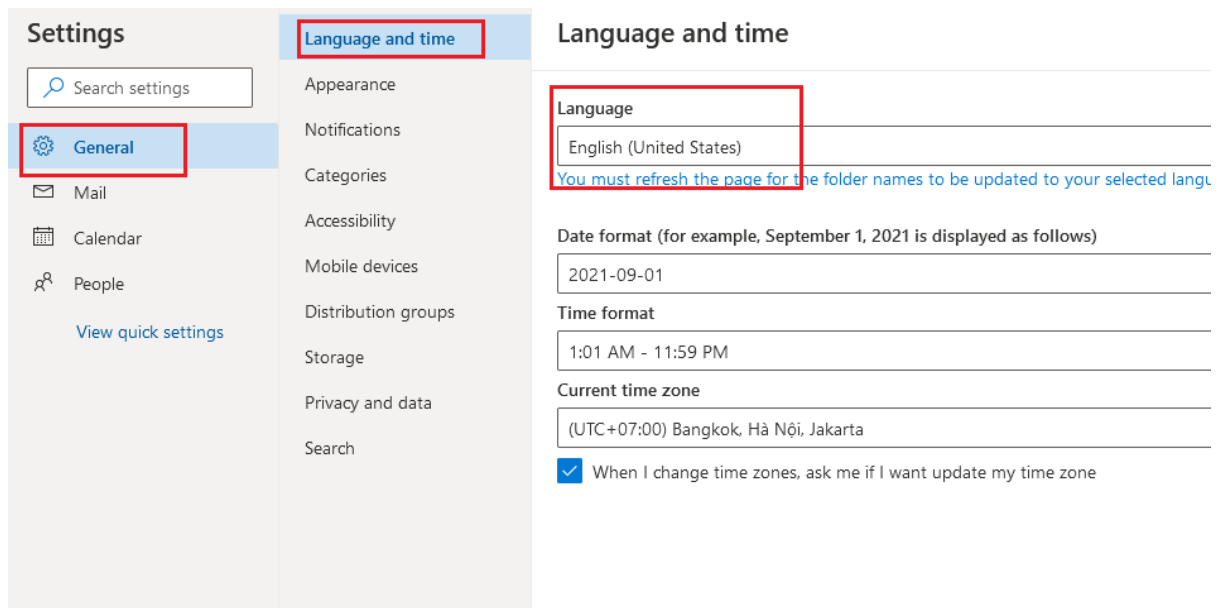 Settings
Search settings
General
Mail
Calendar
People
View quick settings
Language and time
Appearance
Notifications
Categories
Accessibility
Mobile devices
Distribution groups
Storage
Privacy and data
Search
Language and time
Language
English (United States)
You must refresh the page for the folder names to be updated to your selected langu
Date format (for example, September 1, 2021 is displayed as follows)
2021-09-01
Time format
1:01 AM - 11:59 PM
Current time zone
(UTC+07:00) Bangkok, Hà Nội, Jakarta
When I change time zones, ask me if I want update my time zone